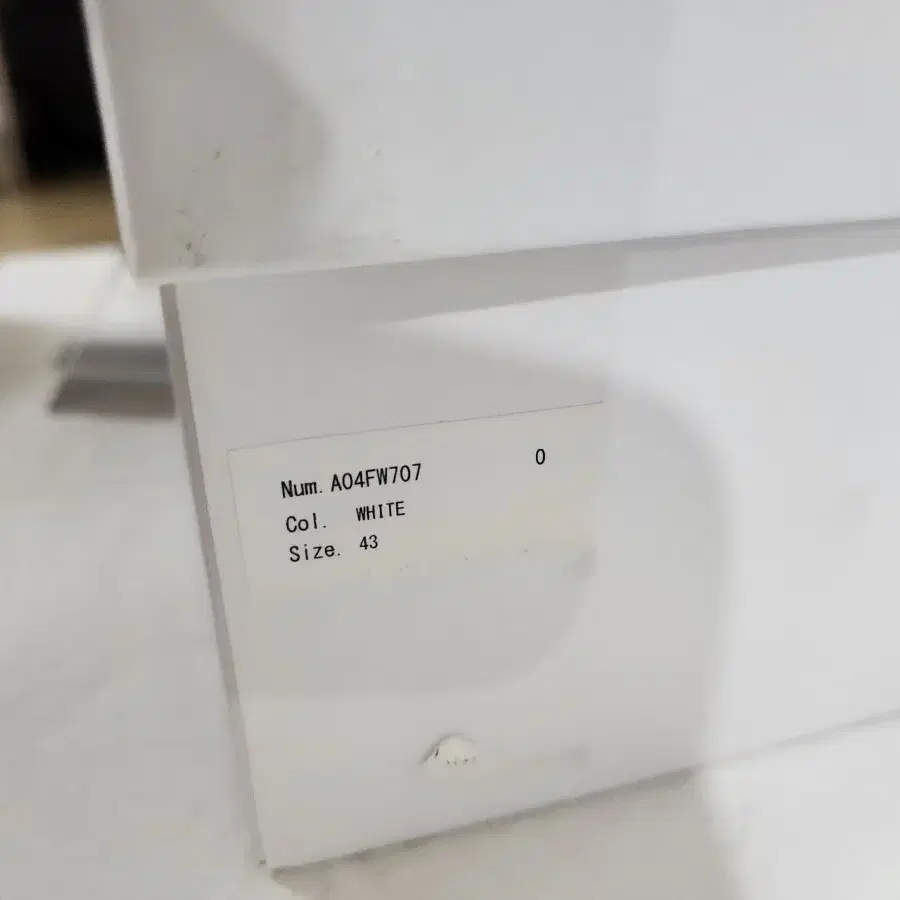 Num. A04FW707 0
Col. WHITE
Size. 43